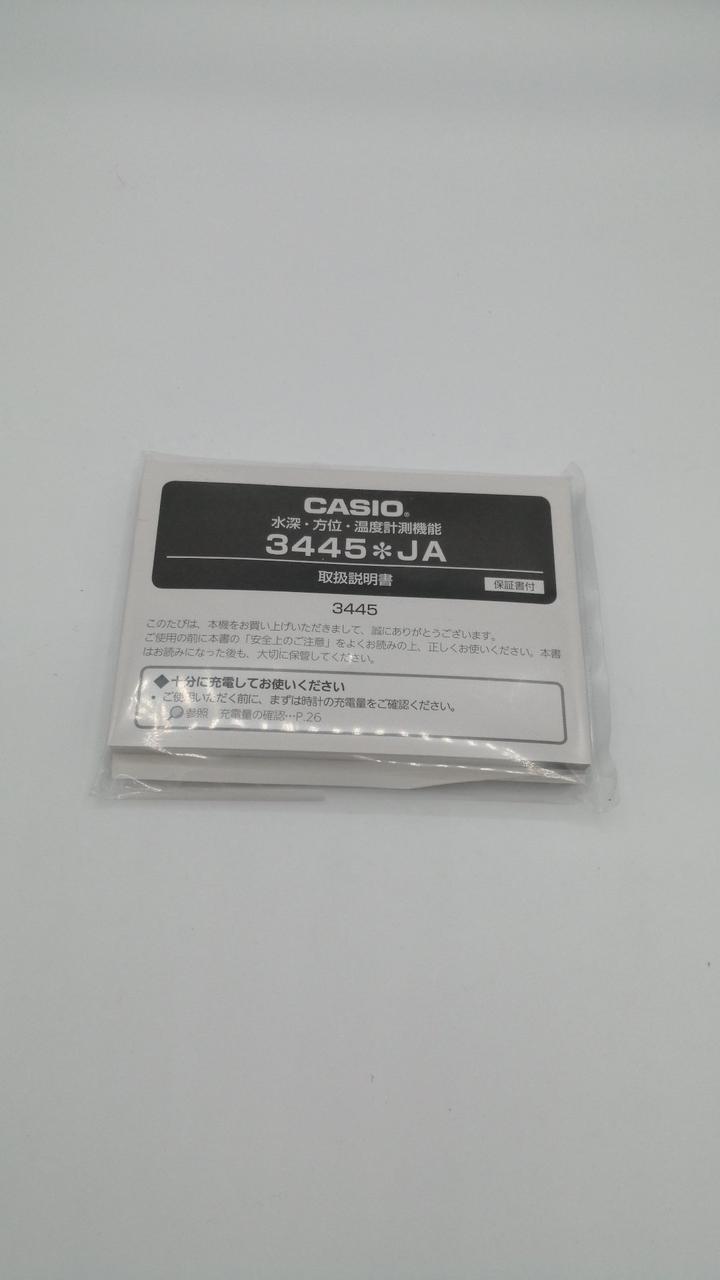 CASIO®
水深・方位・温度計測機能
3445＊JA
取扱説明書
保証書付
3445
このたびは、本機をお買い上げいただきまして、誠にありがとうございます。
ご使用の前に本書の「安全上のご注意」をよくお読みの上、正しくお使いください。本書
はお読みになった後も、大切に保管してください。
◆十分に充電してお使いください
• ご使用いただく前に、まずは時計の充電量をご確認ください。
参照 充電量の確認…P.26